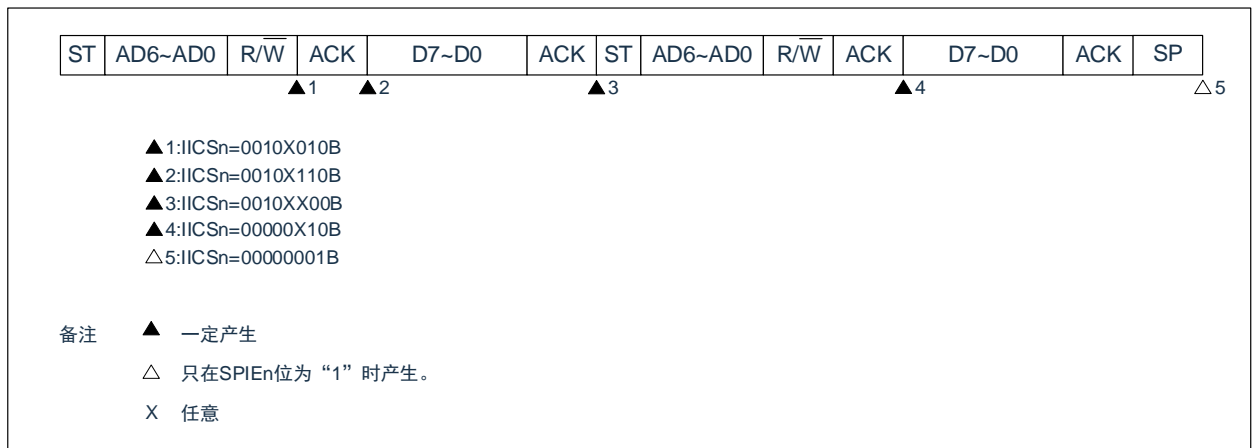 ST AD6~AD0 R/W ACK D7~D0 ACK ST AD6~AD0 R/W ACK D7~D0 ACK SP
▲1 ▲2 ▲3 ▲4 △5
▲1:IICSn=0010X010B
▲2:IICSn=0010X110B
▲3:IICSn=0010XX00B
▲4:IICSn=00000X10B
△5:IICSn=00000001B
备注 ▲ 一定产生
△ 只在SPIEn位为“1”时产生。
X 任意